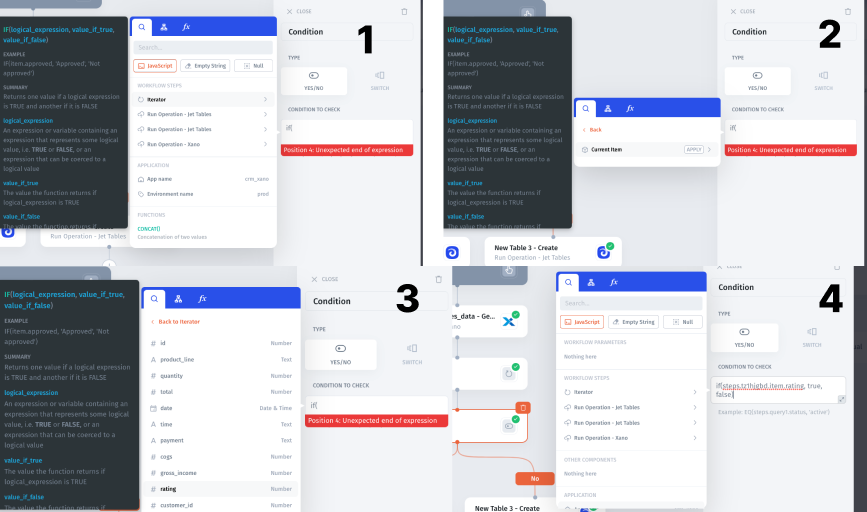 IF(logical_expression, value_if_true,
value_if_false)
EXAMPLE
IF(item.approved, 'Approved', 'Not
approved')
SUMMARY
Returns one value if a logical expression
is TRUE and another if it is FALSE
logical_expression
An expression or variable containing an
expression that represents some logical
value, i.e. TRUE or FALSE, or an
expression that can be coerced to a
logical value
value_if_true
The value the function returns if
logical_expression is TRUE
value_if_false
The value the function returns if
Run Operation - Jet Tables
Search...
JavaScript
Empty String
Null
WORKFLOW STEPS
Iterator
Run Operation - Jet Tables
Run Operation - Jet Tables
Run Operation - Xano
APPLICATION
App name
crm_xano
Environment name
prod
FUNCTIONS
CONCAT()
Concatenation of two values
CLOSE
Condition
1
TYPE
YES/NO
SWITCH
CONDITION TO CHECK
if(
Position 4: Unexpected end of expression
IF(logical_expression, value_if_true,
value_if_false)
EXAMPLE
IF(item.approved, 'Approved', 'Not
approved')
SUMMARY
Returns one value if a logical expression
is TRUE and another if it is FALSE
logical_expression
An expression or variable containing an
expression that represents some logical
value, i.e. TRUE or FALSE, or an
expression that can be coerced to a
logical value
value_if_true
The value the function returns if
logical_expression is TRUE
value_if_false
The value the function returns if
Back
Current Item
APPLY
New Table 3 - Create
Run Operation - Jet Tables
CLOSE
Condition
2
TYPE
YES/NO
SWITCH
CONDITION TO CHECK
if(
Position 4: Unexpected end of expression
IF(logical_expression, value_if_true,
value_if_false)
EXAMPLE
IF(item.approved, 'Approved', 'Not
approved')
SUMMARY
Returns one value if a logical expression
is TRUE and another if it is FALSE
logical_expression
An expression or variable containing an
expression that represents some logical
value, i.e. TRUE or FALSE, or an
expression that can be coerced to a
logical value
value_if_true
The value the function returns if
logical_expression is TRUE
value_if_false
The value the function returns if
Back to Iterator
id
Number
product_line
Text
quantity
Number
total
Number
date
Date & Time
time
Text
payment
Text
cogs
Number
gross_income
Number
rating
Number
customer_id
Number
CLOSE
Condition
3
TYPE
YES/NO
SWITCH
CONDITION TO CHECK
if(
Position 4: Unexpected end of expression
es_data - Ge...
No
New Table 3 - Create
Search...
JavaScript
Empty String
Null
WORKFLOW PARAMETERS
Nothing here
WORKFLOW STEPS
Iterator
Run Operation - Jet Tables
Run Operation - Jet Tables
Run Operation - Xano
OTHER COMPONENTS
Nothing here
APPLICATION
Condition
4
TYPE
YES/NO
SWITCH
CONDITION TO CHECK
Example: EQ(steps.query1.status, 'active')